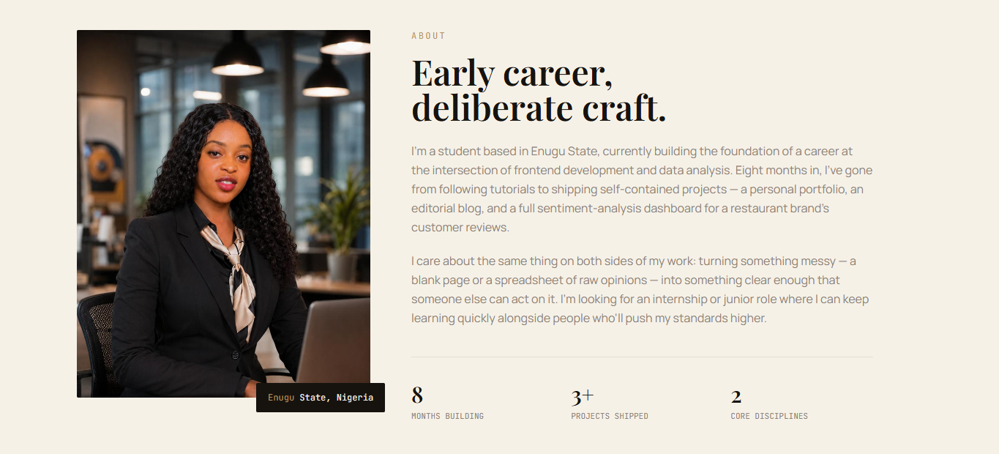 ABOUT
Early career,
deliberate craft.
I'm a student based in Enugu State, currently building the foundation of a career at
the intersection of frontend development and data analysis. Eight months in, I've gone
from following tutorials to shipping self-contained projects — a personal portfolio, an
editorial blog, and a full sentiment-analysis dashboard for a restaurant brand's
customer reviews.
I care about the same thing on both sides of my work: turning something messy — a
blank page or a spreadsheet of raw opinions — into something clear enough that
someone else can act on it. I'm looking for an internship or junior role where I can keep
learning quickly alongside people who'll push my standards higher.
Enugu State, Nigeria
8
MONTHS BUILDING
3+
PROJECTS SHIPPED
2
CORE DISCIPLINES